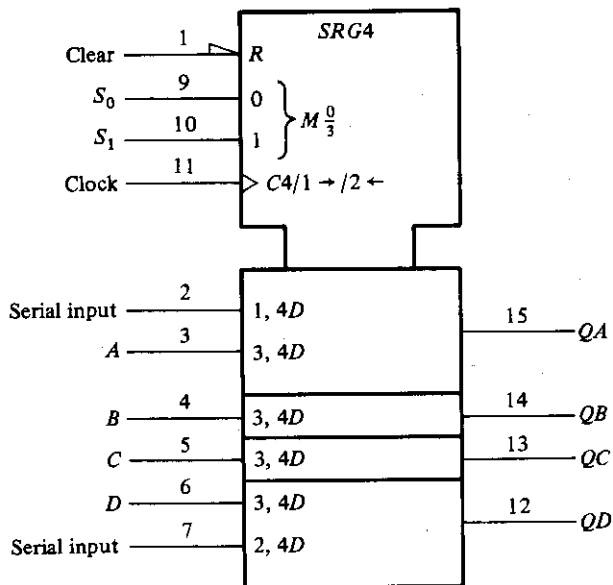 SRG4
1
Clear R
9
S0 0
M 0/3
10
S1 1
11
Clock C4/1 → /2 ←
2
Serial input 1, 4D
15
QA
3
A 3, 4D
4
B 3, 4D
14
QB
5
C 3, 4D
13
QC
6
D 3, 4D
12
QD
7
Serial input 2, 4D